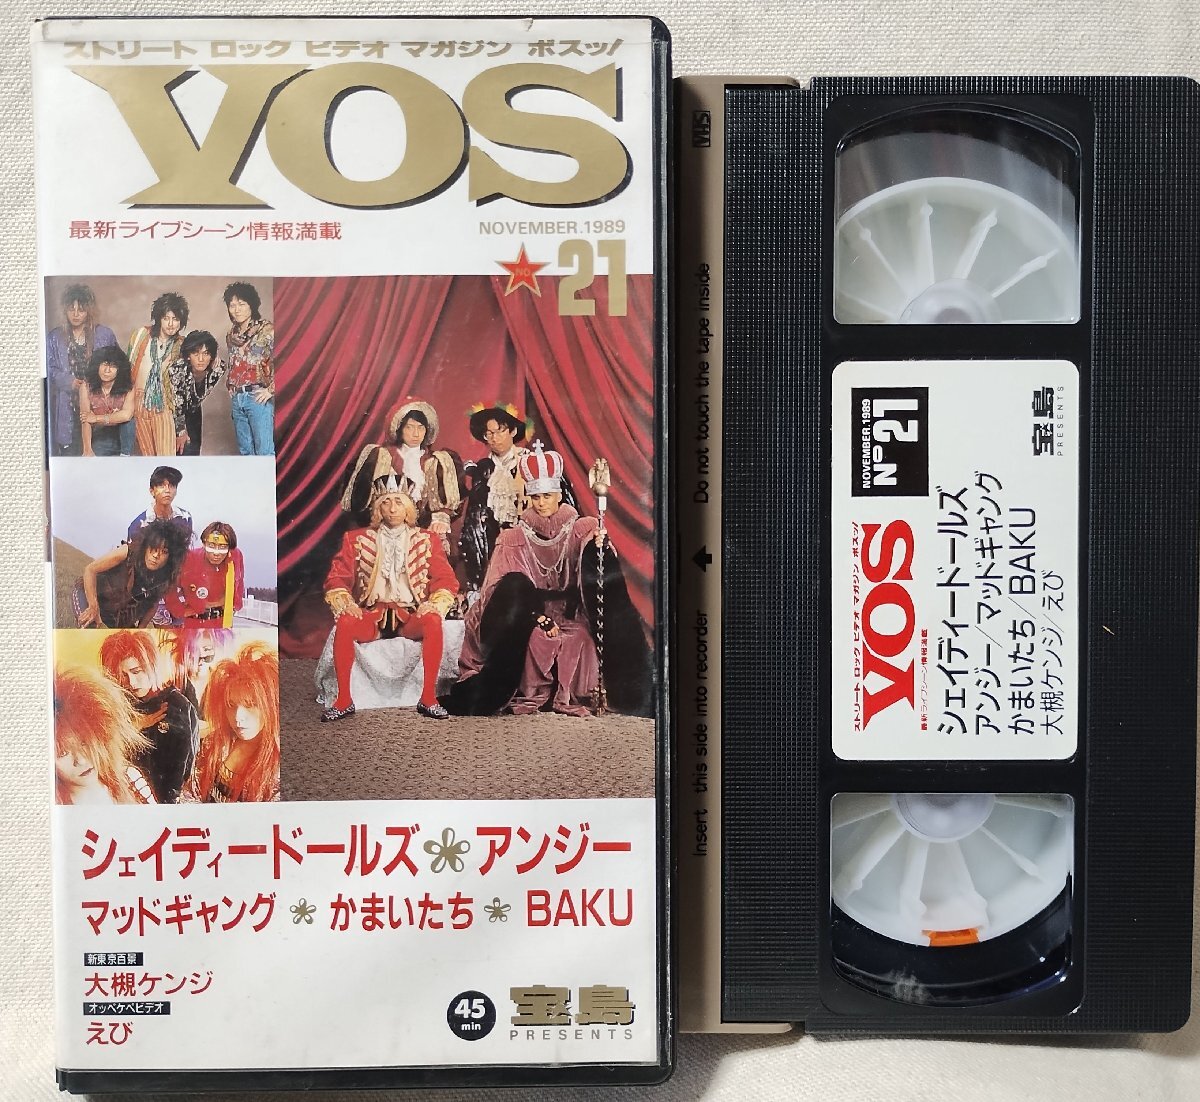 ストリート ロック ビデオ マガジン ボスッ!
VOS
最新ライブシーン情報満載
NOVEMBER.1989
NO
21
シェイディードールズ アンジー
マッドギャング かまいたち BAKU
新東京百景
大槻ケンジ
オッペケペビデオ
えび
45
min
宝島
PRESENTS
VHS
Insert this side into recorder Do not touch the tape inside
ストリート ロック ビデオ マガジン ボスッ!
VOS
最新ライブシーン情報満載
NOVEMBER.1989
No 21
シェイディードールズ
アンジー/マッドギャング
かまいたち/BAKU
大槻ケンジ/えび
宝島
PRESENTS